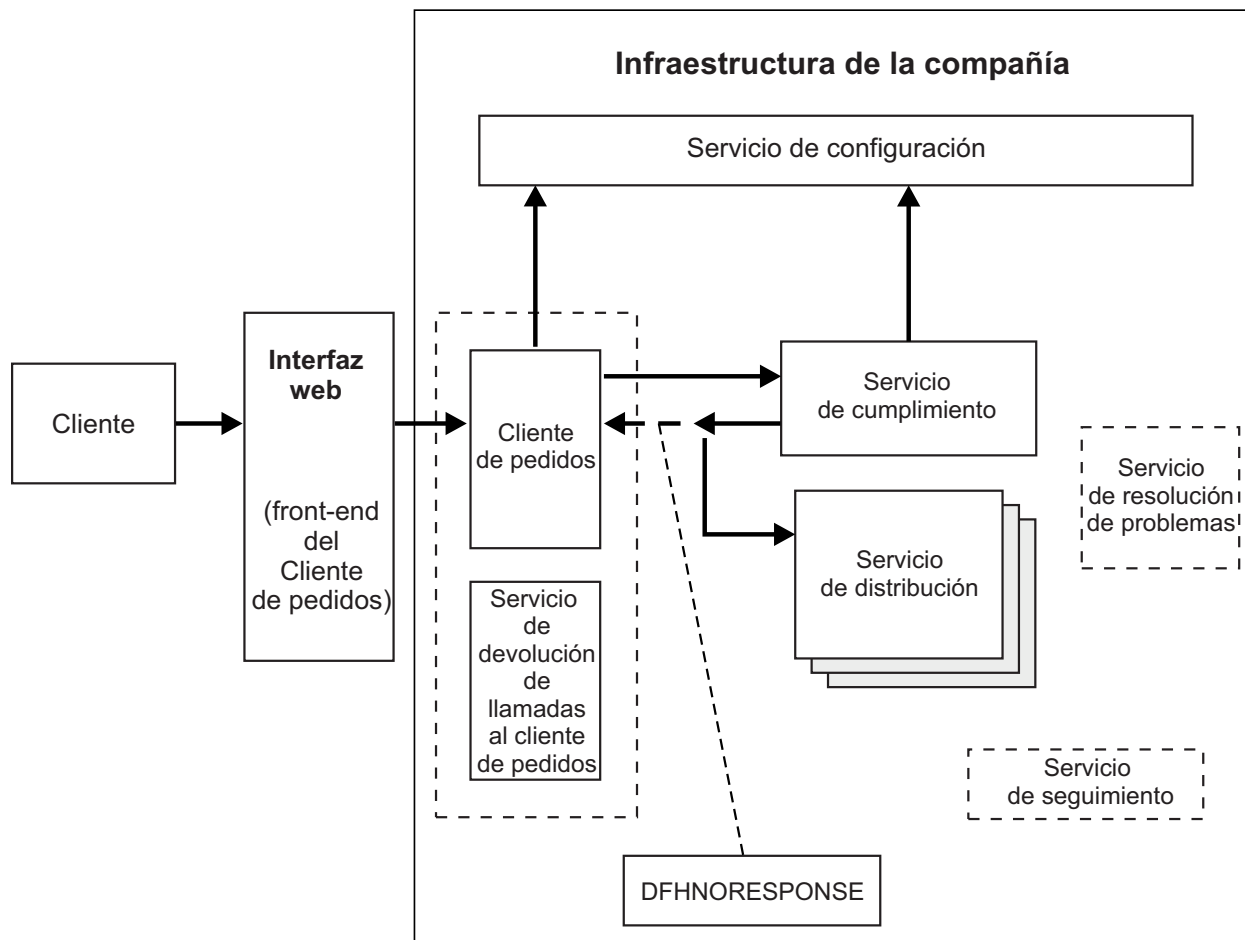 Infraestructura de la compañía
Servicio de configuración
Cliente
Interfaz
web
(front-end
del
Cliente
de pedidos)
Cliente
de pedidos
Servicio
de
devolución
de
llamadas
al cliente
de pedidos
Servicio
de cumplimiento
Servicio
de distribución
Servicio
de resolución
de problemas
Servicio
de seguimiento
DFHNORESPONSE